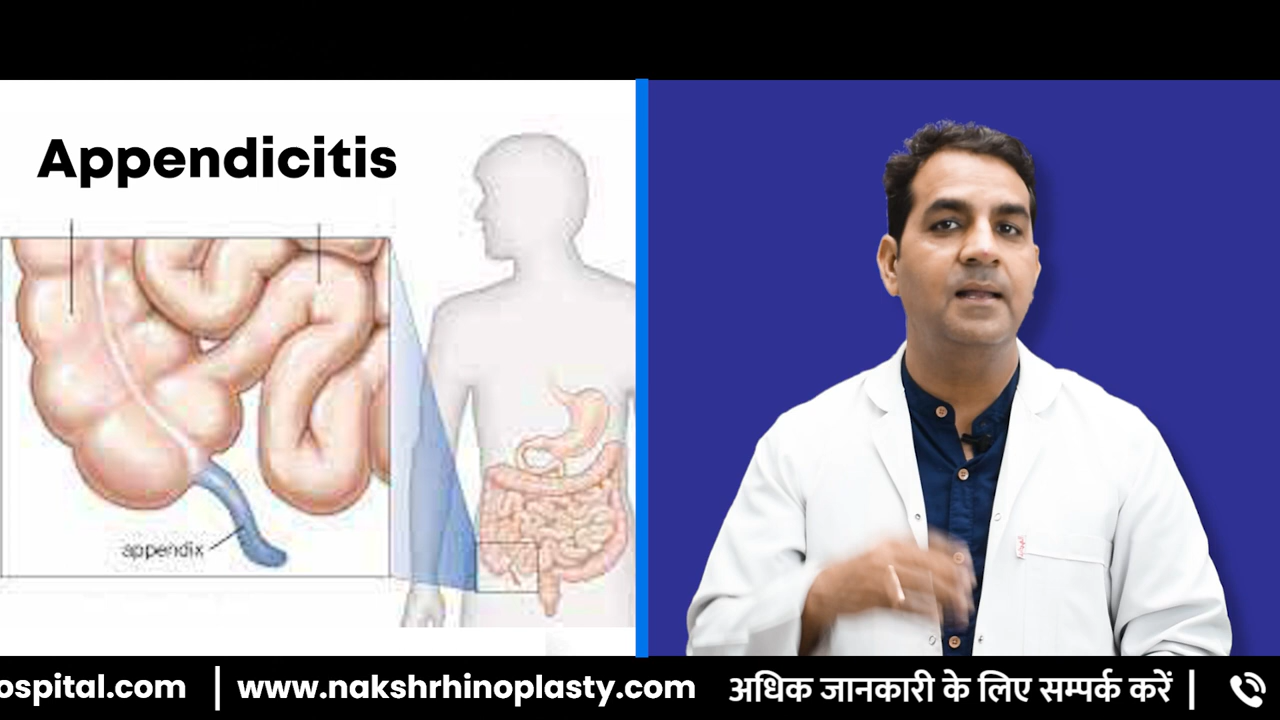 Appendicitis
appendix
ospital.com | www.nakshrhinoplasty.com अधिक जानकारी के लिए सम्पर्क करें |